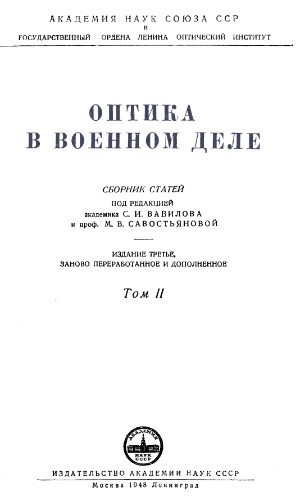 АКАДЕМИЯ НАУК СОЮЗА ССР
и
ГОСУДАРСТВЕННЫЙ ОРДЕНА ЛЕНИНА ОПТИЧЕСКИЙ ИНСТИТУТ
ОПТИКА
В ВОЕННОМ ДЕЛЕ
СБОРНИК СТАТЕЙ
ПОД РЕДАКЦИЕЙ
академика С. И. ВАВИЛОВА
и проф. М. В. САВОСТЬЯНОВОЙ
ИЗДАНИЕ ТРЕТЬЕ,
ЗАНОВО ПЕРЕРАБОТАННОЕ И ДОПОЛНЕННОЕ
Том II
АКАДЕМИЯ
НАУК
СССР
ИЗДАТЕЛЬСТВО АКАДЕМИИ НАУК СССР
Москва 1948 Ленинград